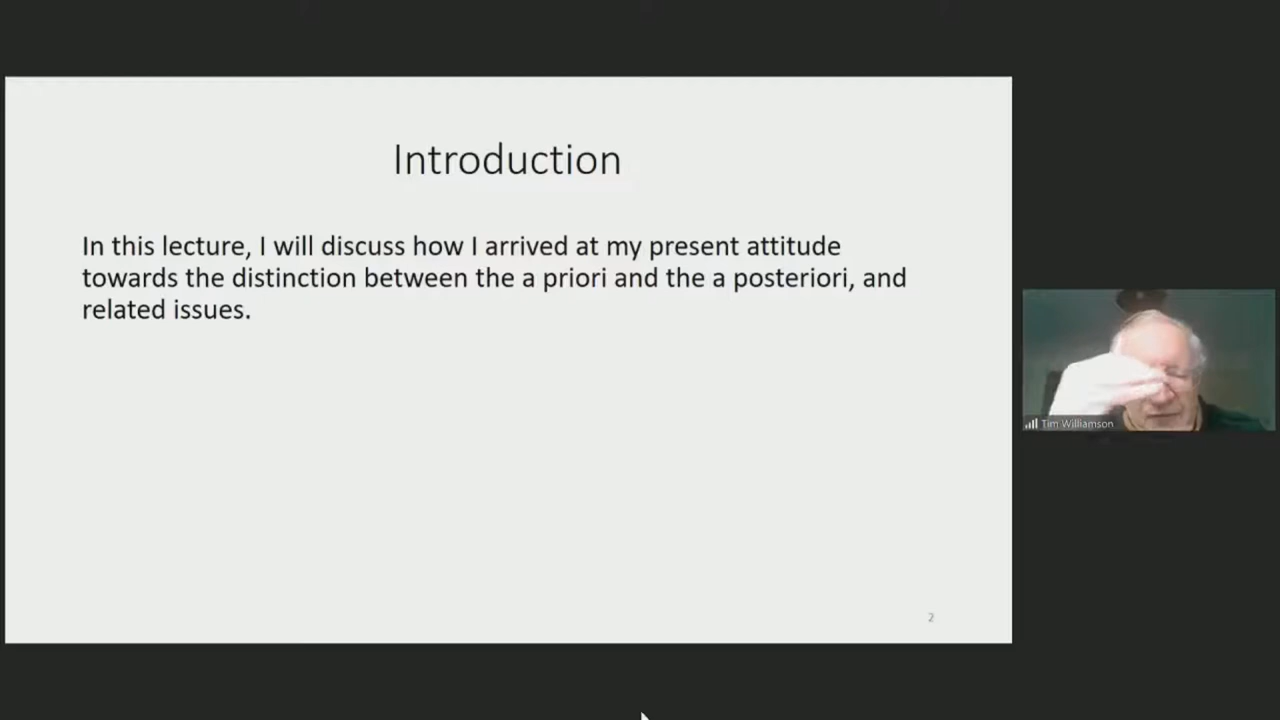 Introduction
In this lecture, I will discuss how I arrived at my present attitude
towards the distinction between the a priori and the a posteriori, and
related issues.
2
Tim Williamson